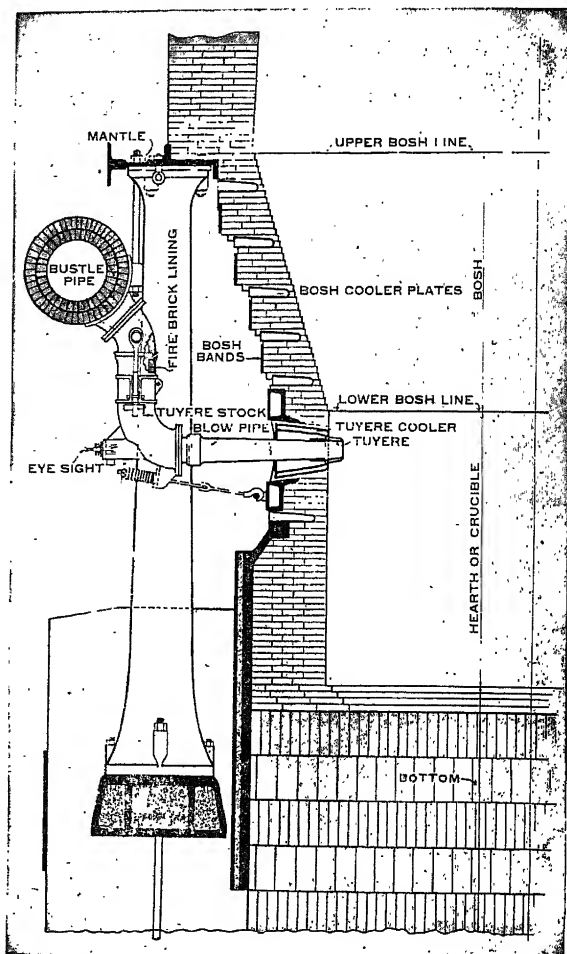 MANTLE
UPPER BOSH LINE
BUSTLE
PIPE
FIRE BRICK LINING
BOSH COOLER PLATES
BOSH
BOSH
BANDS
LOWER BOSH LINE
TUYERE STOCK
BLOW PIPE
TUYERE COOLER
TUYERE
EYE SIGHT
HEARTH OR CRUCIBLE
BOTTOM